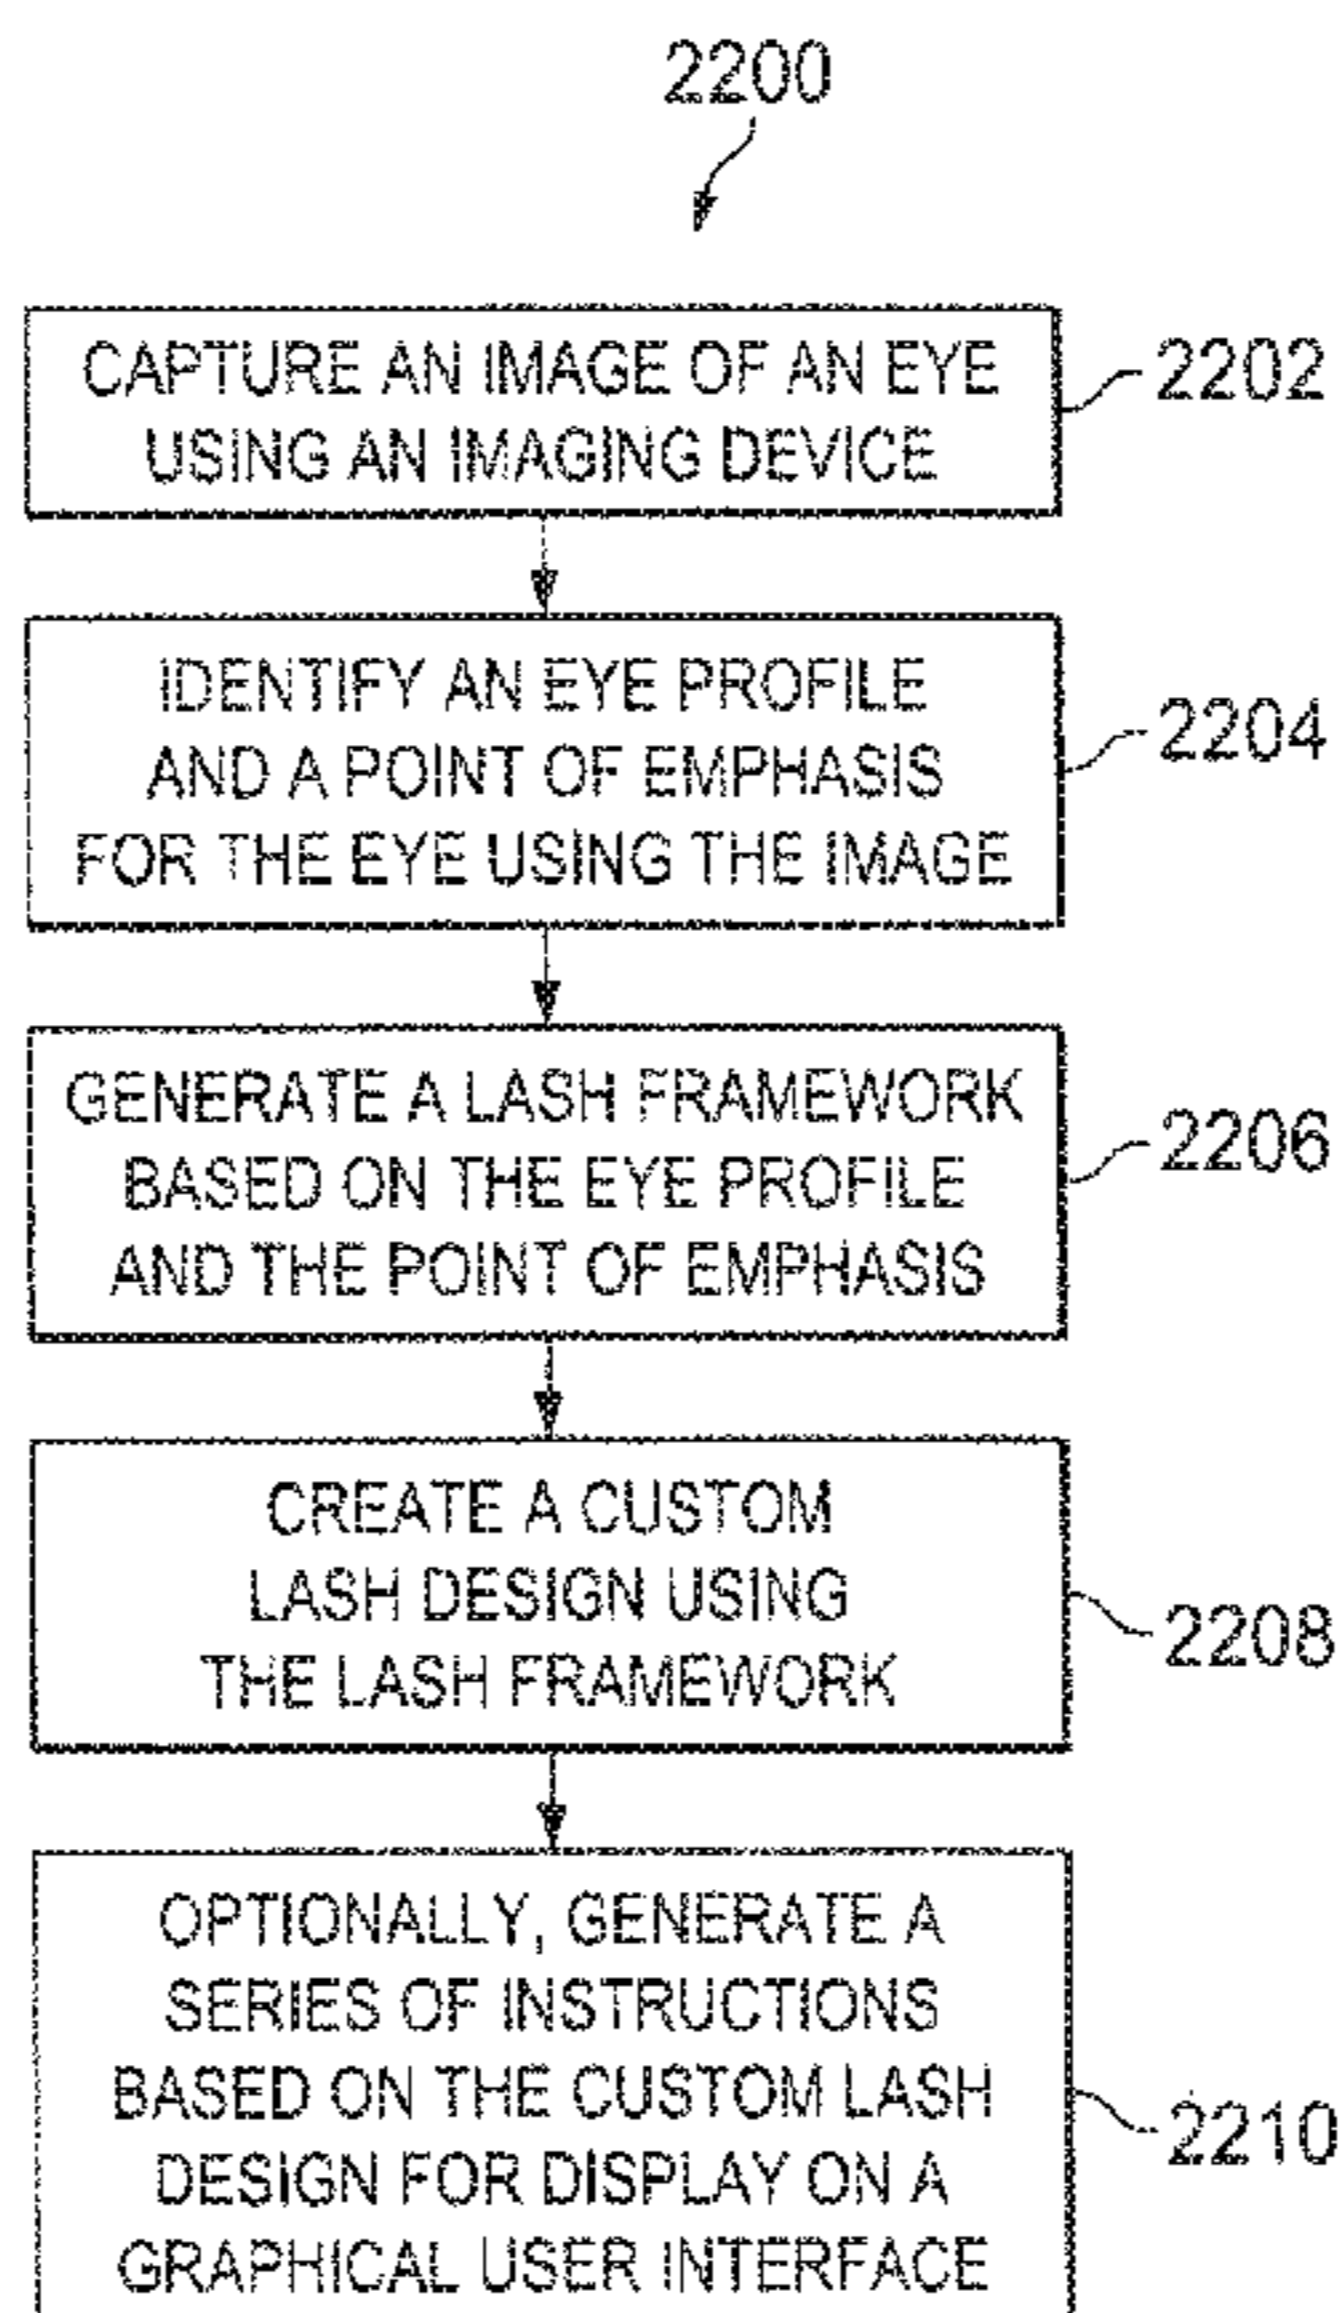 2200
CAPTURE AN IMAGE OF AN EYE
USING AN IMAGING DEVICE
2202
IDENTIFY AN EYE PROFILE
AND A POINT OF EMPHASIS
FOR THE EYE USING THE IMAGE
2204
GENERATE A LASH FRAMEWORK
BASED ON THE EYE PROFILE
AND THE POINT OF EMPHASIS
2206
CREATE A CUSTOM
LASH DESIGN USING
THE LASH FRAMEWORK
2208
OPTIONALLY, GENERATE A
SERIES OF INSTRUCTIONS
BASED ON THE CUSTOM LASH
DESIGN FOR DISPLAY ON A
GRAPHICAL USER INTERFACE
2210